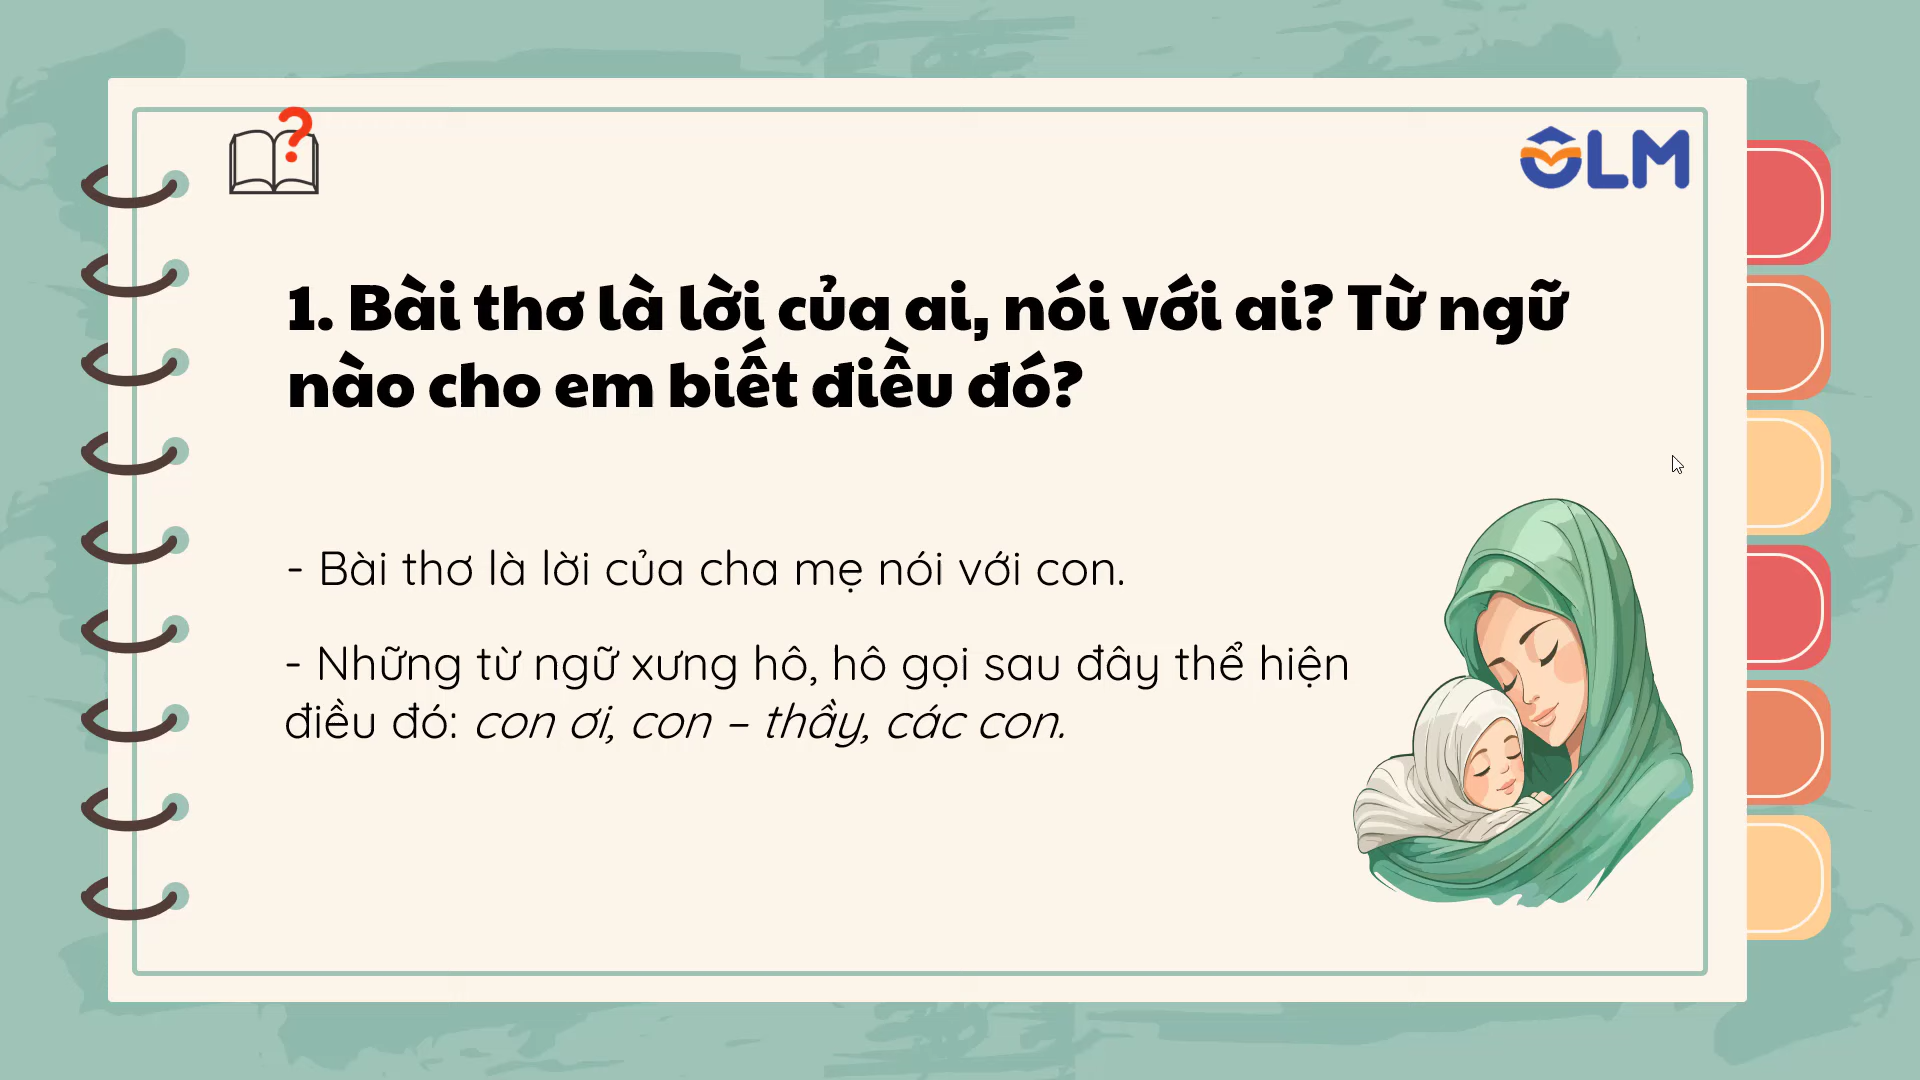 ?
OLM
1. Bài thơ là lời của ai, nói với ai? Từ ngữ
nào cho em biết điều đó?
- Bài thơ là lời của cha mẹ nói với con.
- Những từ ngữ xưng hô, hô gọi sau đây thể hiện
điều đó: con ơi, con – thầy, các con.